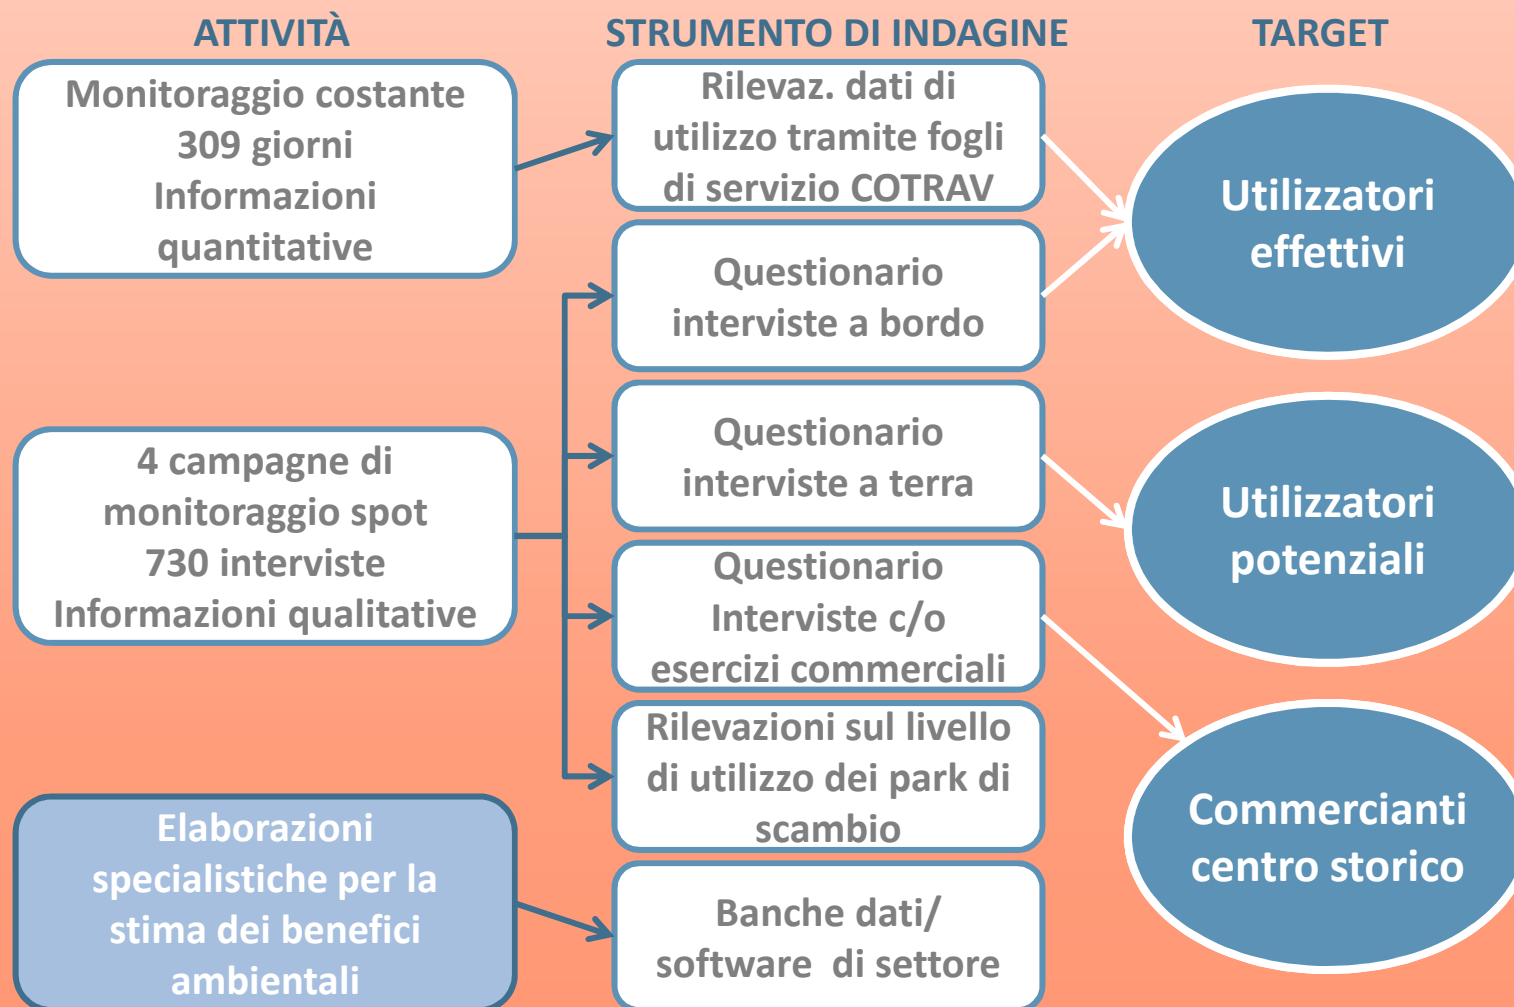 ATTIVITÀ
STRUMENTO DI INDAGINE
TARGET
Monitoraggio costante
309 giorni
Informazioni
quantitative
4 campagne di
monitoraggio spot
730 interviste
Informazioni qualitative
Elaborazioni
specialistiche per la
stima dei benefici
ambientali
Rilevaz. dati di
utilizzo tramite fogli
di servizio COTRAV
Questionario
interviste a bordo
Questionario
interviste a terra
Questionario
Interviste c/o
esercizi commerciali
Rilevazioni sul livello
di utilizzo dei park di
scambio
Banche dati/
software di settore
Utilizzatori
effettivi
Utilizzatori
potenziali
Commercianti
centro storico